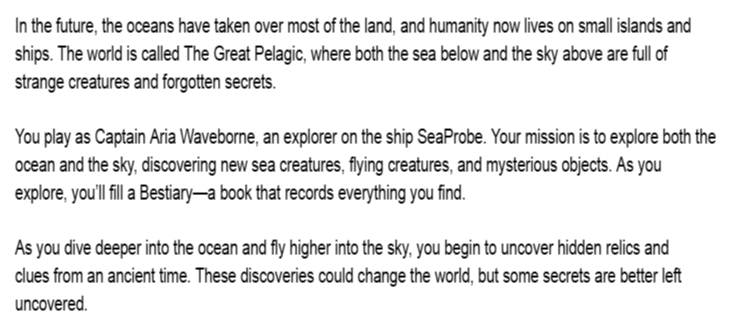 In the future, the oceans have taken over most of the land, and humanity now lives on small islands and
ships. The world is called The Great Pelagic, where both the sea below and the sky above are full of
strange creatures and forgotten secrets.
You play as Captain Aria Waveborne, an explorer on the ship SeaProbe. Your mission is to explore both the
ocean and the sky, discovering new sea creatures, flying creatures, and mysterious objects. As you
explore, you'll fill a Bestiary—a book that records everything you find.
As you dive deeper into the ocean and fly higher into the sky, you begin to uncover hidden relics and
clues from an ancient time. These discoveries could change the world, but some secrets are better left
uncovered.